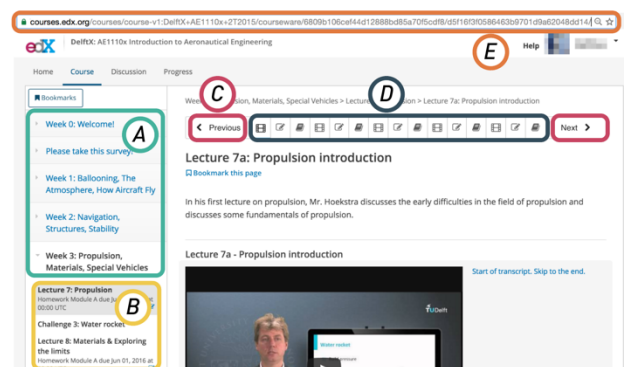 courses.edx.org/courses/course-v1:DelftX+AE1110x+2T2015/courseware/6809b106cef44d12888bd85a70f5cdf8/d5f16f3f0586463b9701d9a62048dd14/
edX
DelftX: AE1110x Introduction to Aeronautical Engineering
E
Help
Home Course Discussion Progress
Bookmarks
C
D
Lecture 7a: Propulsion introduction
Previous
Next
A
Week 0: Welcome!
Please take this survey
Week 1: Ballooning, The
Atmosphere, How Aircraft Fly
Week 2: Navigation,
Structures, Stability
Week 3: Propulsion,
Materials, Special Vehicles
Lecture 7a: Propulsion introduction
Bookmark this page
In his first lecture on propulsion, Mr. Hoekstra discusses the early difficulties in the field of propulsion and
discusses some fundamentals of propulsion.
Lecture 7a - Propulsion introduction
Start of transcript. Skip to the end.
TUDelft
Water rocket
B
Lecture 7: Propulsion
Homework Module A due
00:00 UTC
Challenge 3: Water rocket
Lecture 8: Materials & Exploring
the limits
Homework Module A due Jun 01, 2016 at